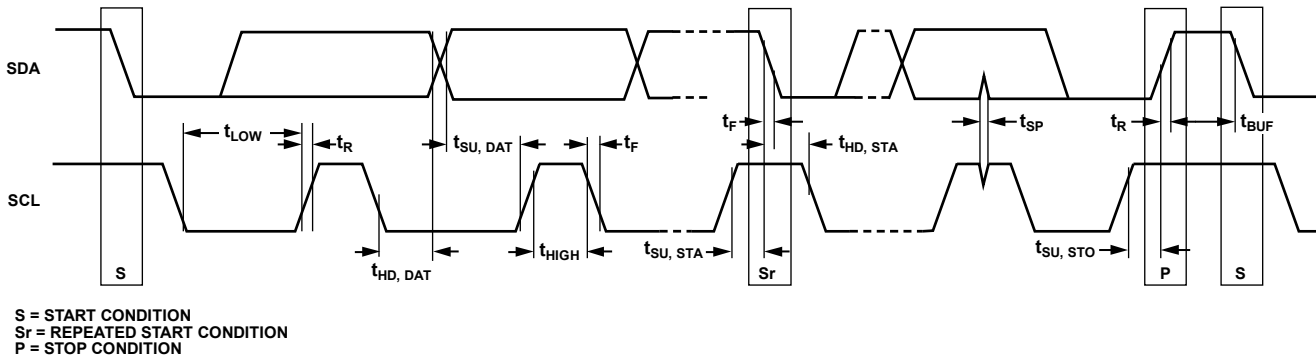 SDA
t_F
t_SP
t_R
t_BUF
t_LOW
t_R
t_SU, DAT
t_F
t_HD, STA
SCL
t_HD, DAT
t_HIGH
t_SU, STA
t_SU, STO
S
Sr
P
S
S = START CONDITION
Sr = REPEATED START CONDITION
P = STOP CONDITION